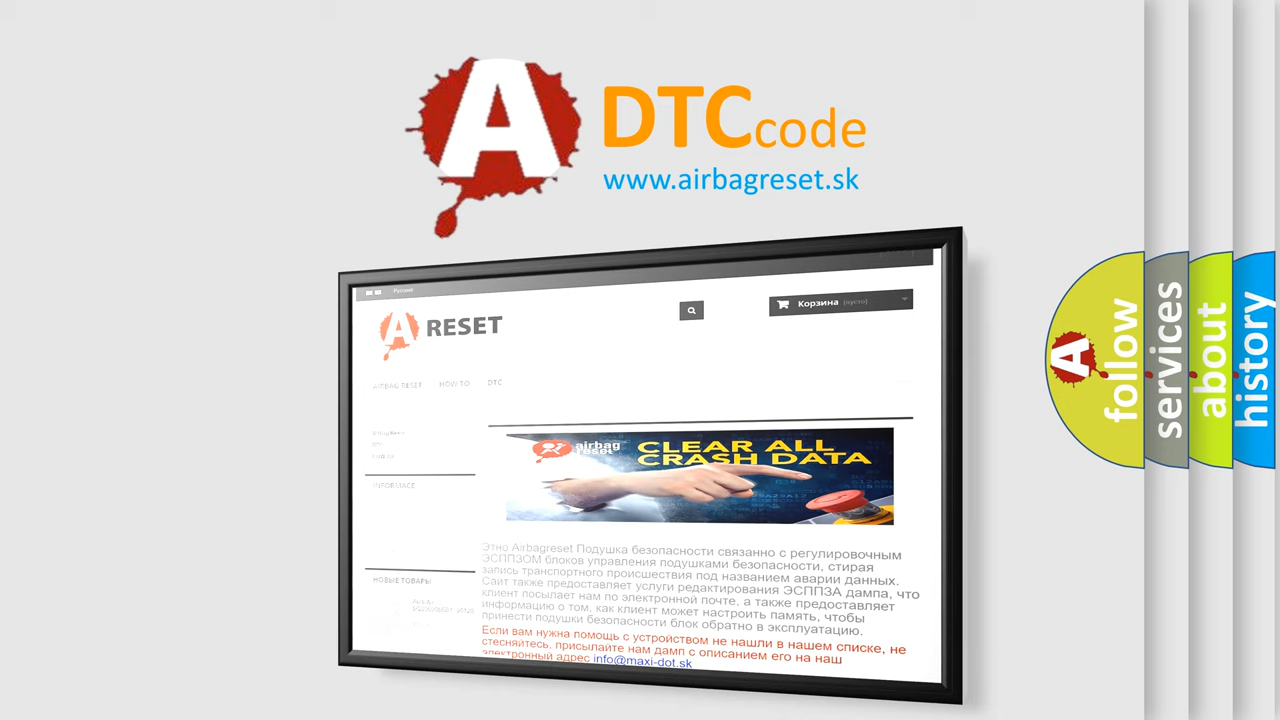 A
DTCcode
www.airbagreset.sk
Русский
Корзина (пусто)
A RESET
AIRBAG RESET HOW TO DTC
airbag
reset
CLEAR ALL
CRASH DATA
INFORMACE
Этно Airbagreset Подушка безопасности связанно с регулировочным
ЭСППЗОМ блоков управления подушками безопасности, стирая
запись транспортного происшествия под названием аварии данных.
Сайт также предоставляет услуги редактирования ЭСППЗА дампа, что
клиент посылает нам по электронной почте, а также предоставляет
информацию о том, как клиент может настроить память, чтобы
принести подушки безопасности блок обратно в эксплуатацию.
Если вам нужна помощь с устройством не нашли в нашем списке, не
стесняйтесь, присылайте нам дамп с описанием его на наш
электронный адрес info@maxi-dot.sk
НОВЫЕ ТОВАРЫ
A
follow
services
about
history